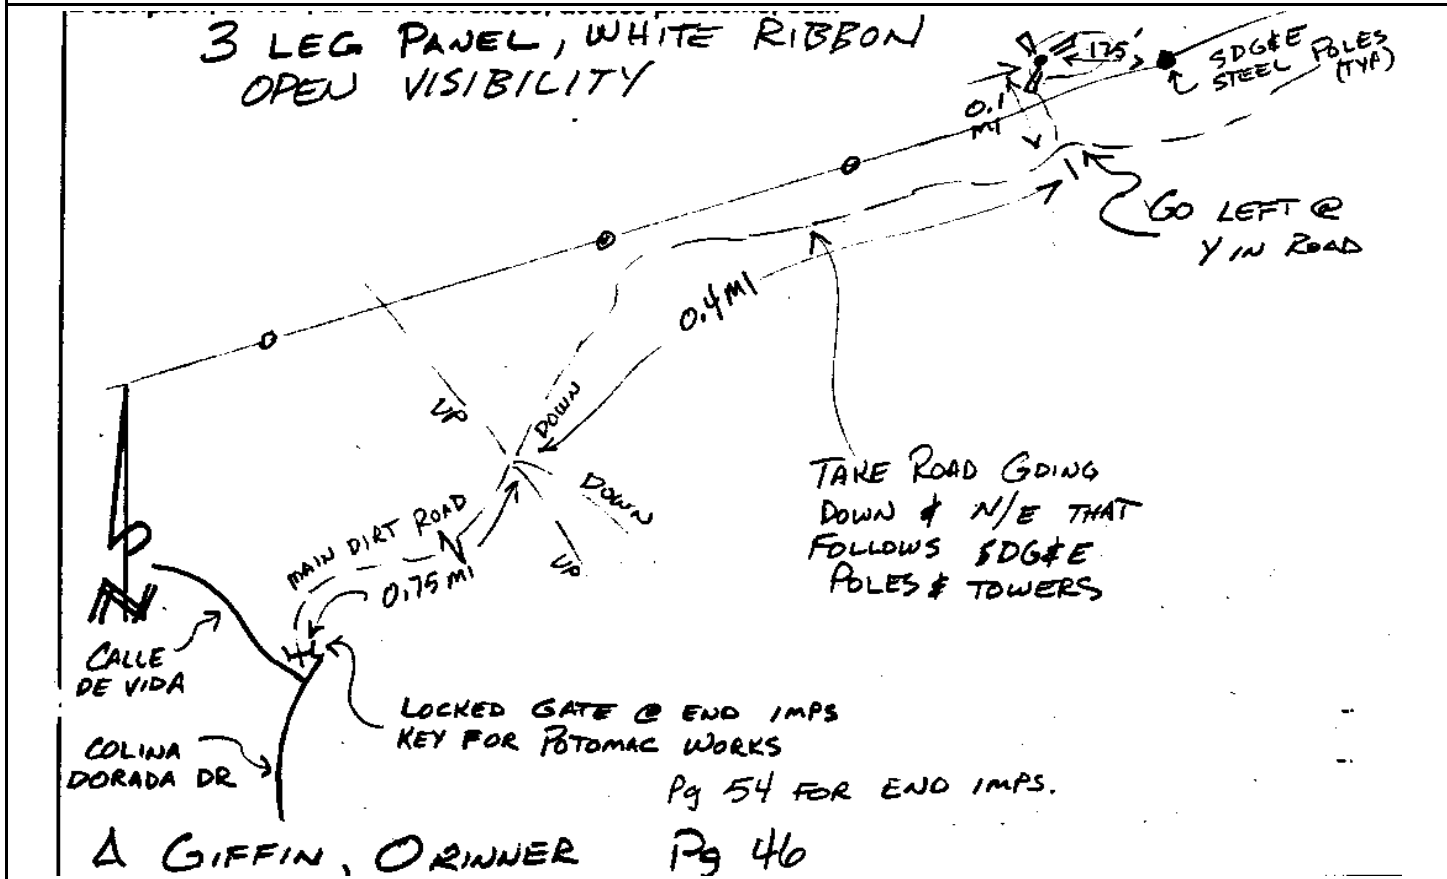 3 LEG PANEL, WHITE RIBBON
OPEN VISIBILITY
125'
SDG&E POLES
STEEL (TYP)
0.1
MI
GO LEFT @
Y IN ROAD
0.4 MI
UP
DOWN
DOWN
UP
TAKE ROAD GOING
DOWN & N/E THAT
FOLLOWS SDG&E
POLES & TOWERS
MAIN DIRT ROAD
0.75 MI
N
CALLE
DE VIDA
LOCKED GATE @ END IMPS
KEY FOR POTOMAC WORKS
COLINA
DORADA DR
Pg 54 FOR END IMPS.
Δ GIFFIN, O RINNER Pg 46